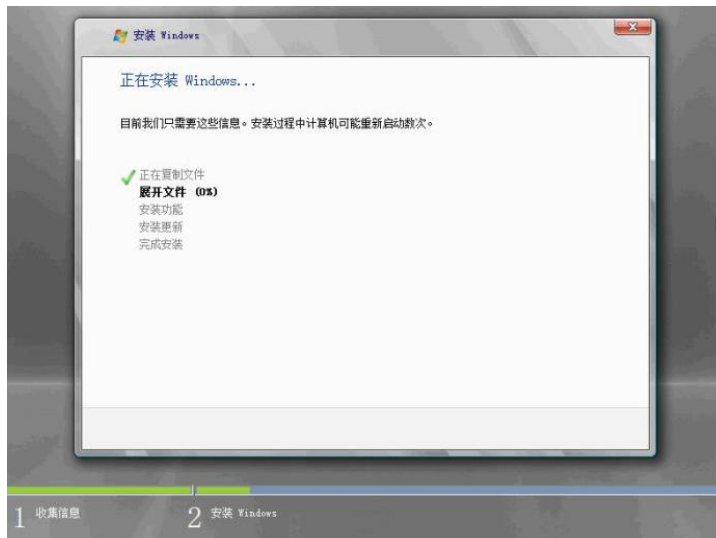 安装 Windows
正在安装 Windows...
目前我们只需要这些信息。安装过程中计算机可能重新启动数次。
正在复制文件
展开文件 (0%)
安装功能
安装更新
完成安装
1 收集信息
2 安装 Windows